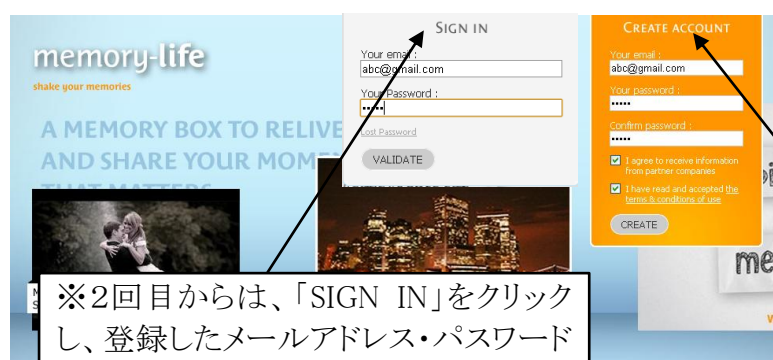 memory-life
shake your memories
A MEMORY BOX TO RELIVE
AND SHARE YOUR MOM
THAT MATTERS
SIGN IN
Your email :
abc@gmail.com
Your Password :
•••••
Lost Password
VALIDATE
CREATE ACCOUNT
Your email :
abc@gmail.com
Your password :
•••••
Confirm password :
•••••
I agree to receive information
from partner companies
I have read and accepted the
terms & conditions of use
CREATE
me
※2回目からは、「SIGN IN」をクリック
し、登録したメールアドレス・パスワード